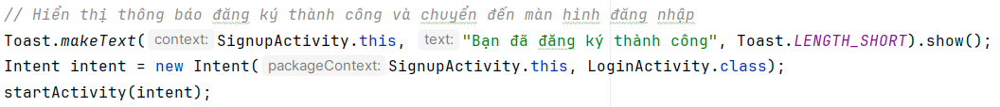 // Hiển thị thông báo đăng ký thành công và chuyển đến màn hình đăng nhập
Toast.makeText( context: SignupActivity.this, text: "Bạn đã đăng ký thành công", Toast.LENGTH_SHORT).show();
Intent intent = new Intent( packageContext: SignupActivity.this, LoginActivity.class);
startActivity(intent);